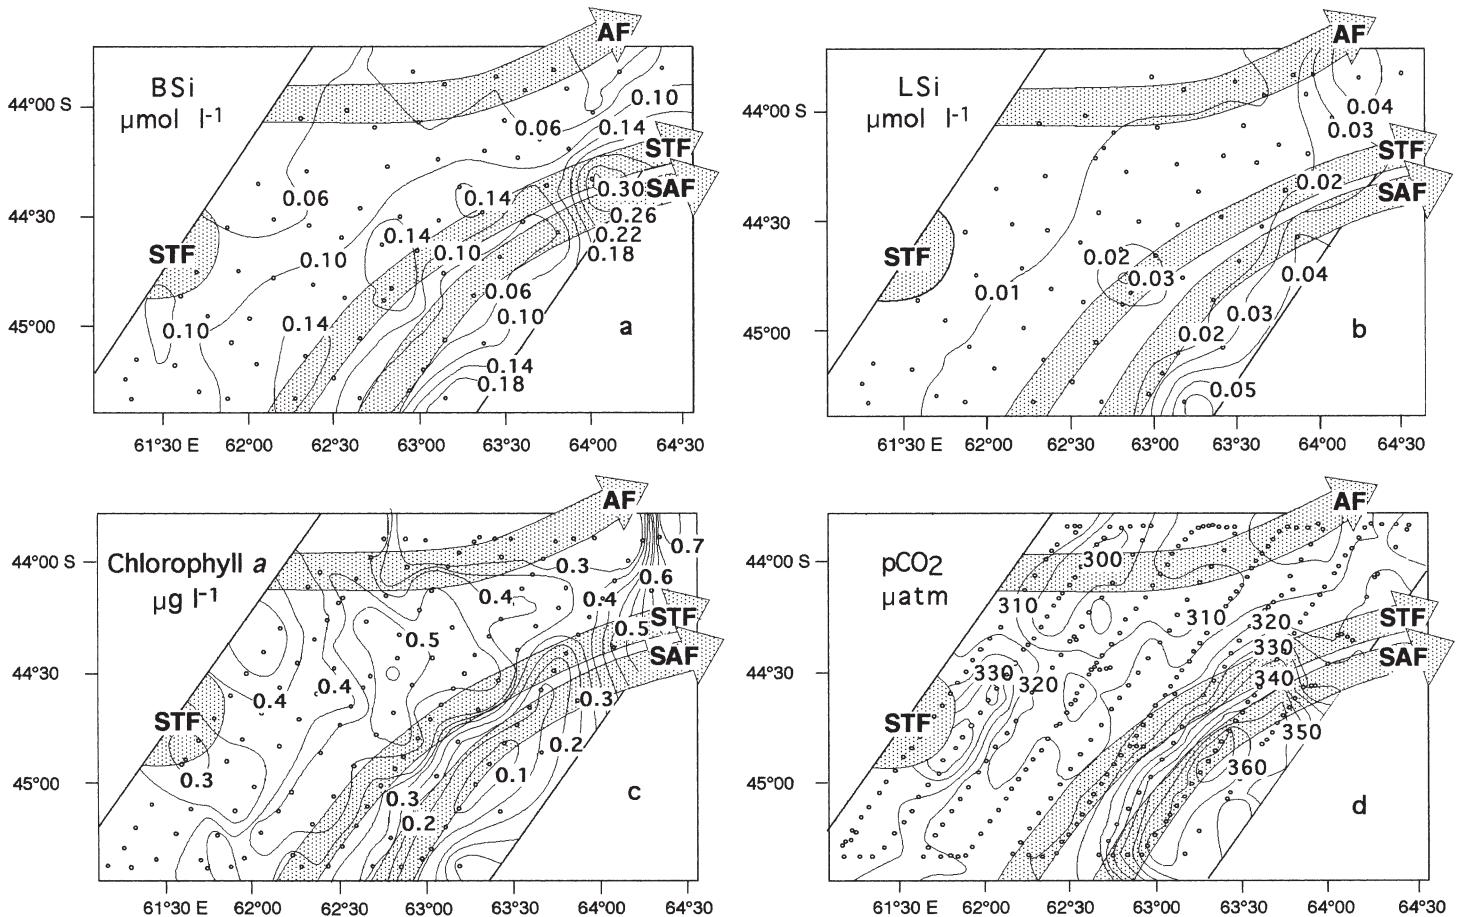 AF
BSi
µmol l-1
44°00 S
0.10
0.06
0.14
STF
0.30
SAF
0.14
0.06
0.26
44°30
0.14
0.22
STF
0.10
0.18
0.10
0.06
0.10
0.14
0.10
a
45°00
0.14
0.18
61°30 E
62°00
62°30
63°00
63°30
64°00
64°30
AF
LSi
µmol l-1
44°00 S
0.04
0.03
STF
0.02
SAF
44°30
STF
0.02
0.03
0.04
0.01
0.03
45°00
0.02
b
0.05
61°30
62°00
62°30
63°00
63°30
64°00
64°30
AF
Chlorophyll a
µg l-1
44°00 S
0.7
0.3
0.6
0.4
0.4
STF
0.5
0.5
SAF
44°30
0.4
0.4
0.3
STF
0.2
0.3
0.1
45°00
0.3
c
0.2
61°30 E
62°00
62°30
63°00
63°30
64°00
64°30
AF
pCO2
µatm
44°00 S
300
310
310
320
STF
330
SAF
44°30
330
320
340
STF
350
360
45°00
d
61°30 E
62°00
62°30
63°00
63°30
64°00
64°30